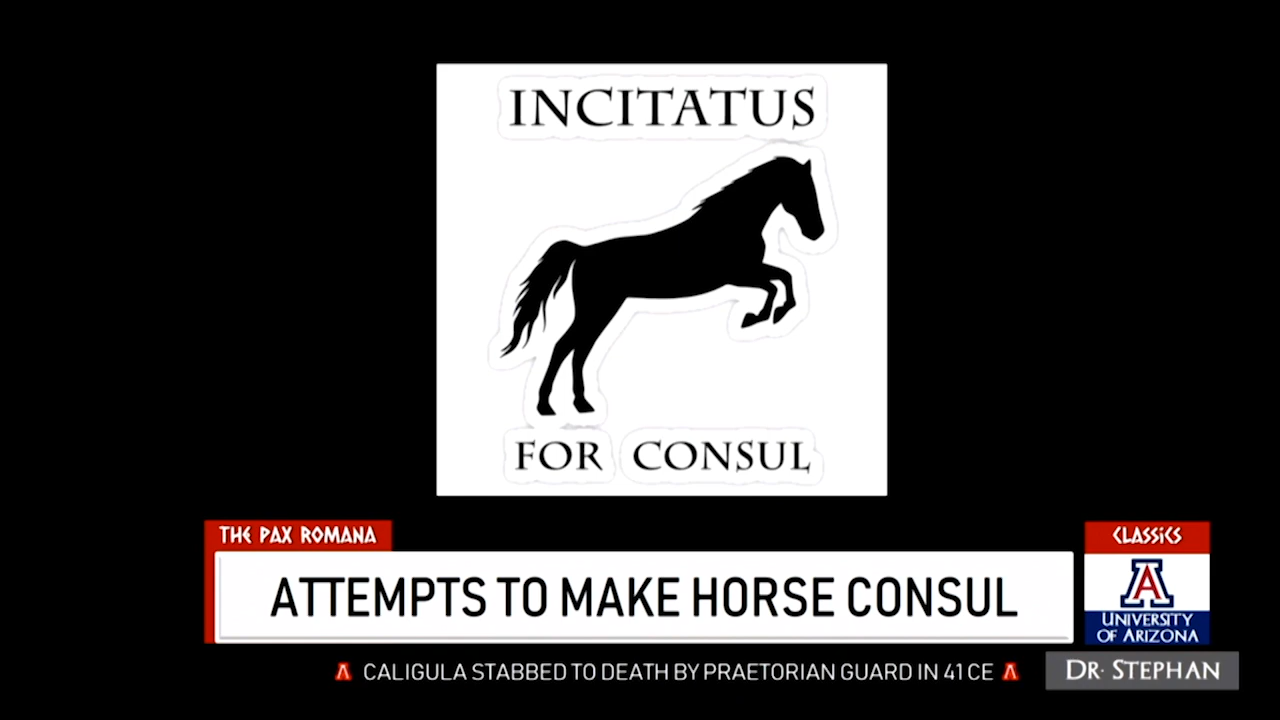 INCITATUS
FOR CONSUL
THE PAX ROMANA
ATTEMPTS TO MAKE HORSE CONSUL
CALIGULA STABBED TO DEATH BY PRAETORIAN GUARD IN 41 CE
CLASSICS
A
UNIVERSITY
OF ARIZONA
DR. STEPHAN